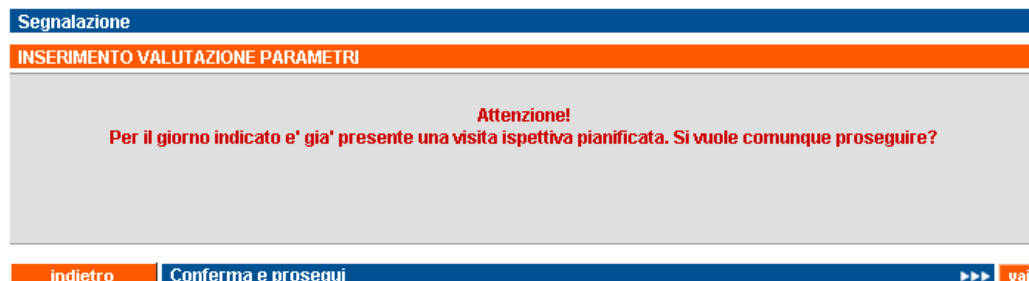 Segnalazione
INSERIMENTO VALUTAZIONE PARAMETRI
Attenzione!
Per il giorno indicato e' gia' presente una visita ispettiva pianificata. Si vuole comunque proseguire?
indietro Conferma e prosegui vai